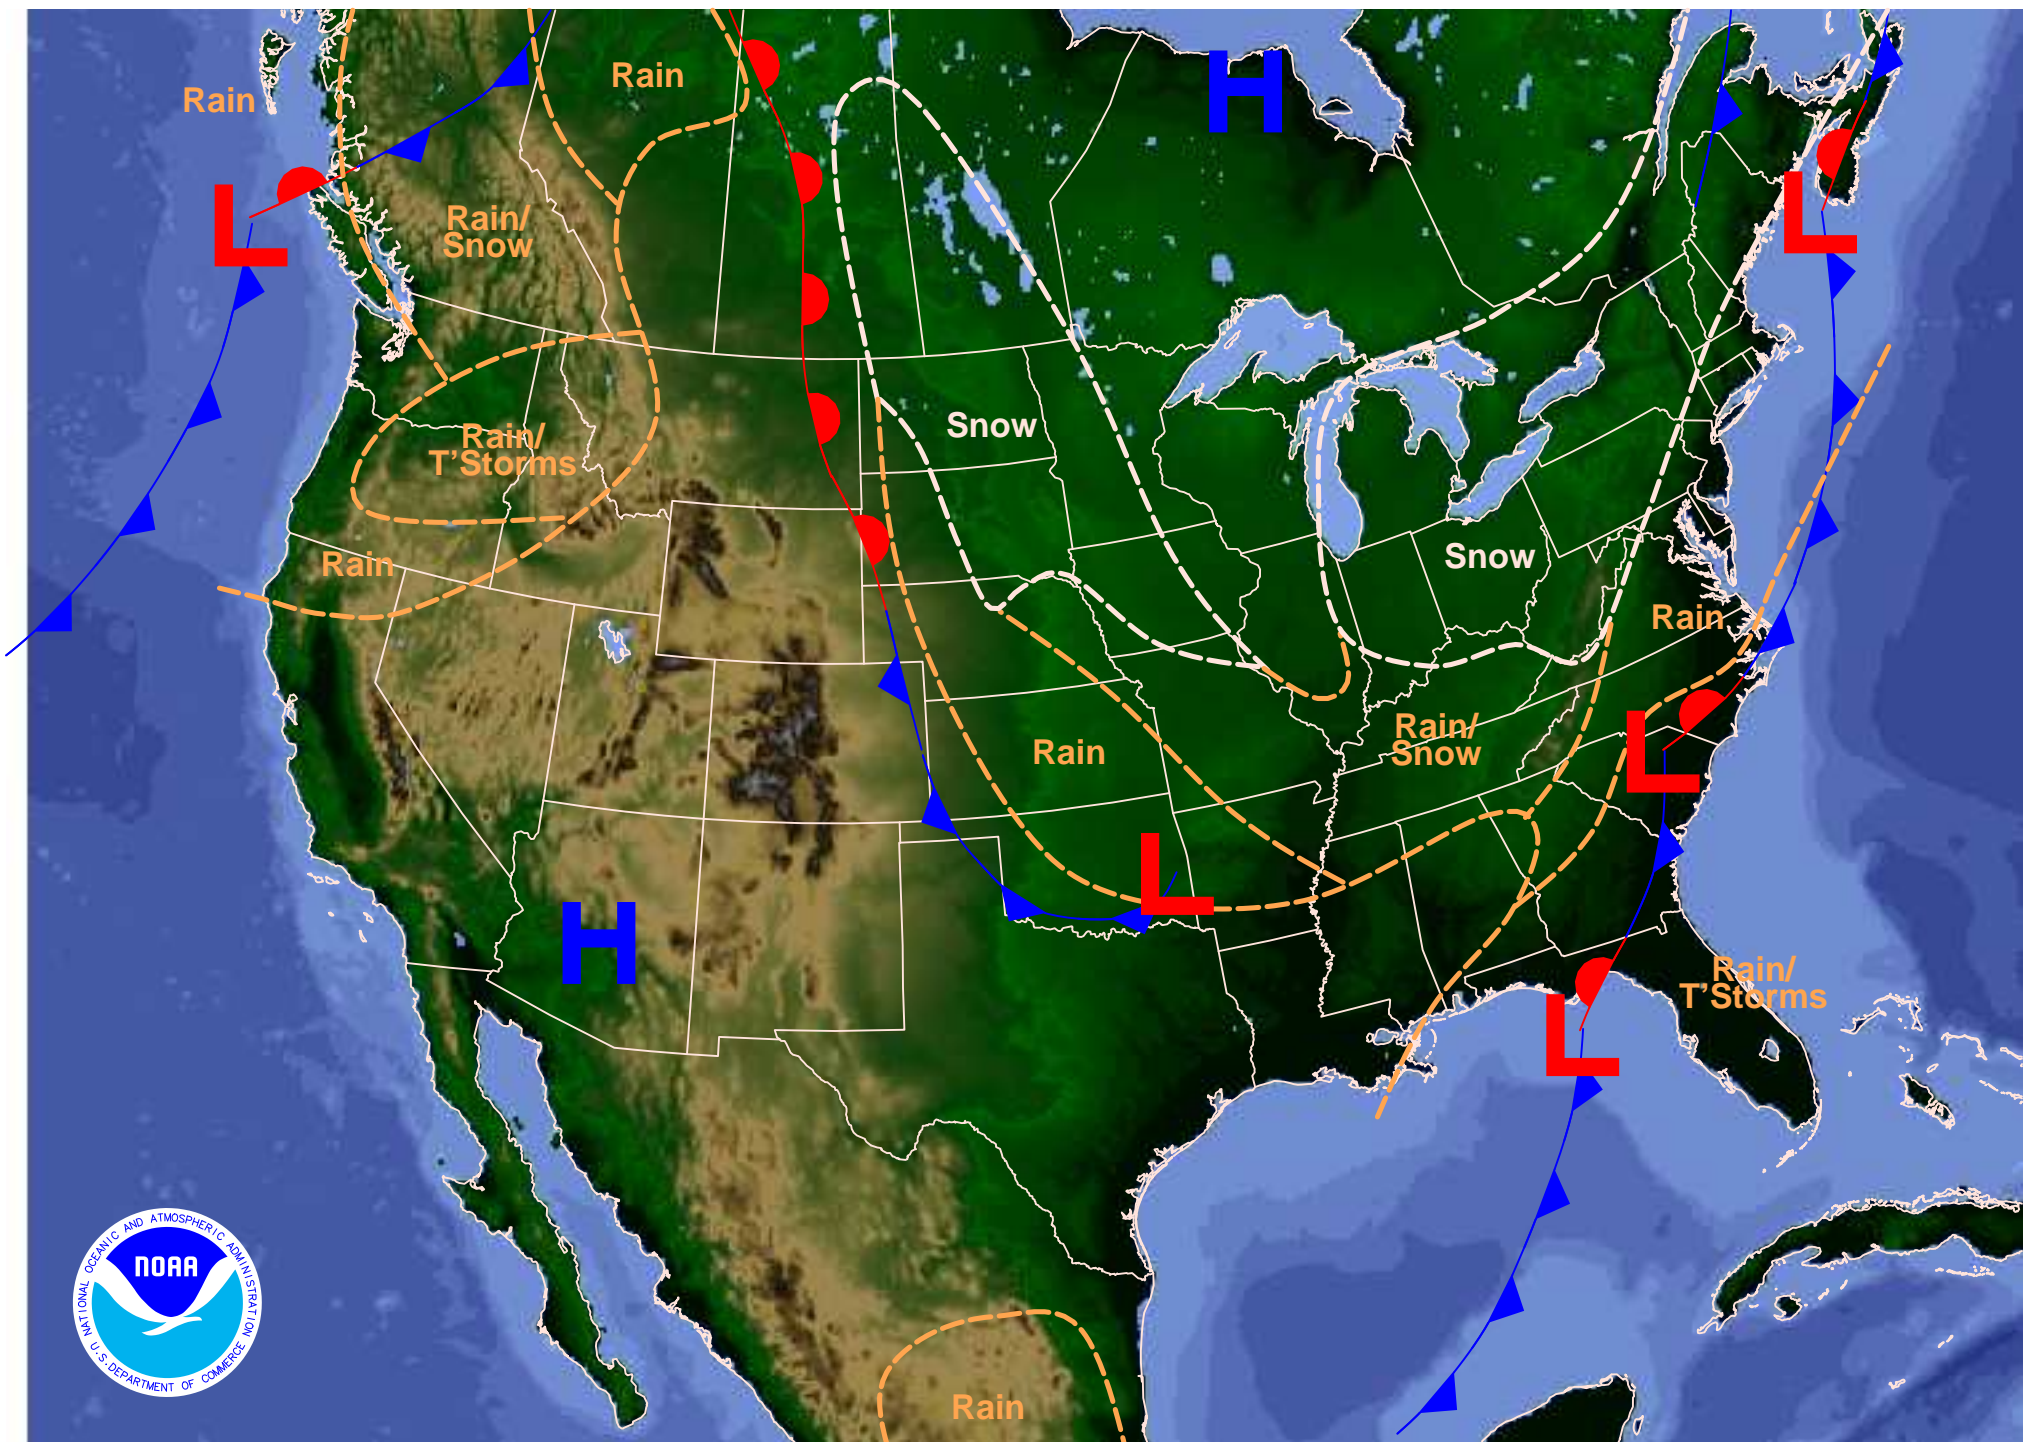 H
Rain
Rain
L
Rain/
Snow
L
Snow
Rain/
T'Storms
Snow
Rain
Rain
Rain/
Snow
Rain
L
L
H
Rain/
T'Storms
L
NATIONAL OCEANIC AND ATMOSPHERIC ADMINISTRATION
NOAA
U.S. DEPARTMENT OF COMMERCE
Rain